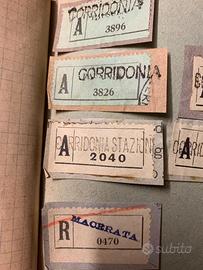 CORRIDONIA
A
3896
CORRIDONIA
A
3826
CORRIDONIA STAZIONE
A
2040
MACERATA
R
0470
subito